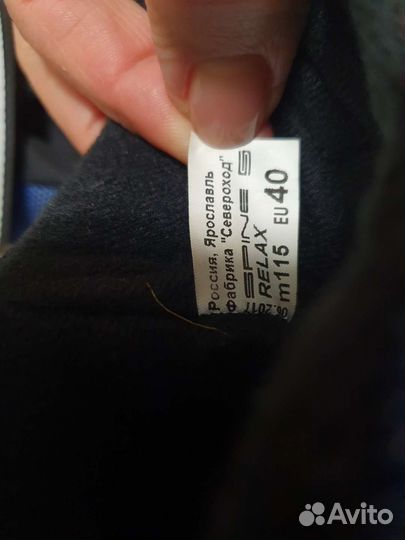 Россия, Ярославль
Фабрика "Североход"
SPINE
RELAX
m115 EU 40
Avito